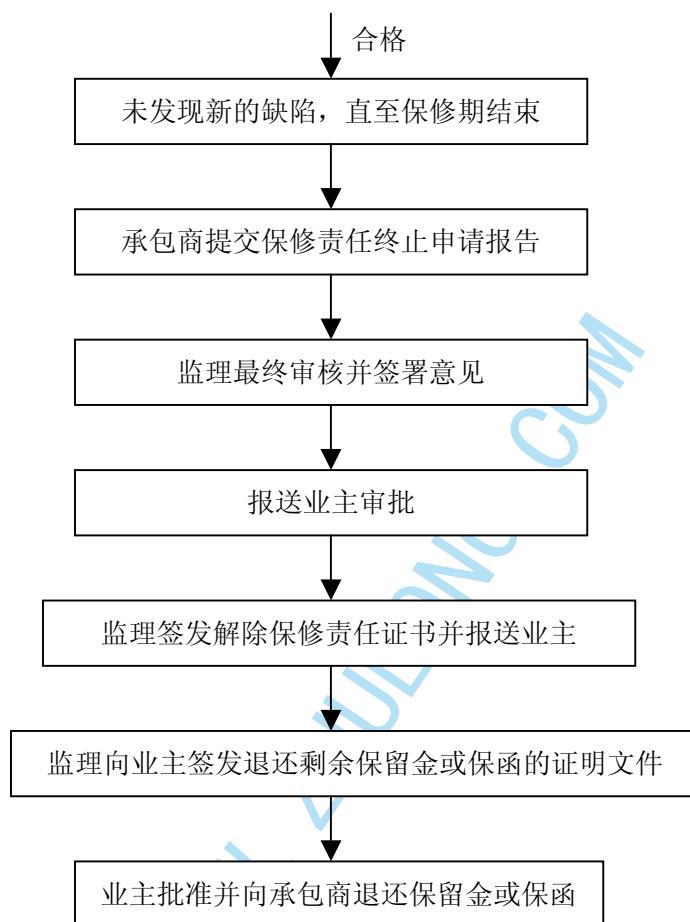 合格
未发现新的缺陷，直至保修期结束
承包商提交保修责任终止申请报告
监理最终审核并签署意见
报送业主审批
监理签发解除保修责任证书并报送业主
监理向业主签发退还剩余保留金或保函的证明文件
业主批准并向承包商退还保留金或保函